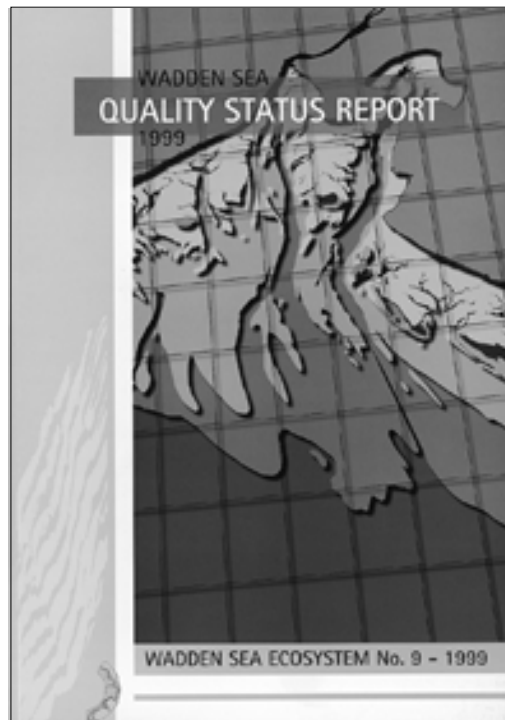 WADDEN SEA
QUALITY STATUS REPORT
1999
WADDEN SEA ECOSYSTEM No. 9 - 1999